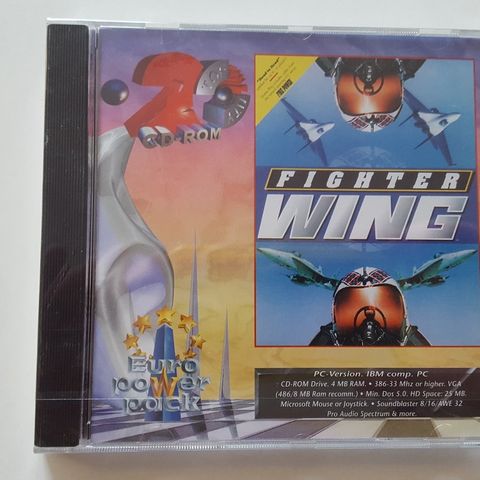 CD-ROM
FIGHTER
WING
Euro
power
pack
PC-Version. IBM comp. PC
CD-ROM Drive. 4 MB RAM. • 386-33 Mhz or higher. VGA
(486/8 MB Ram recomm.) • Min. Dos 5.0. HD Space: 25 MB.
Microsoft Mouse or Joystick. • Soundblaster 8/16/AWE 32
Pro Audio Spectrum & more.